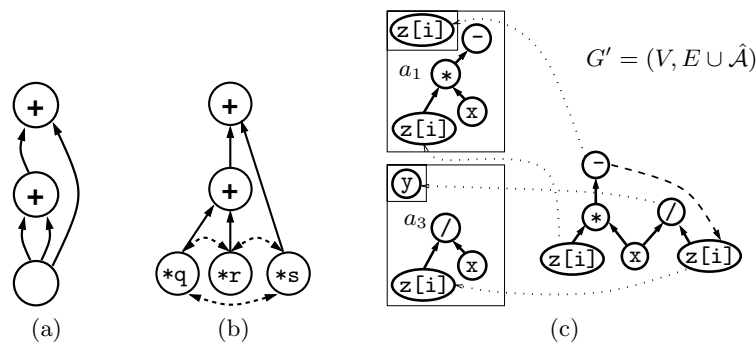 +
+
(a)
+
+
*q *r *s
(b)
z[i] -
a1 *
z[i] x
y
a3 /
z[i] x
G′ = (V, E ∪ Â)
-
* /
z[i] x z[i]
(c)